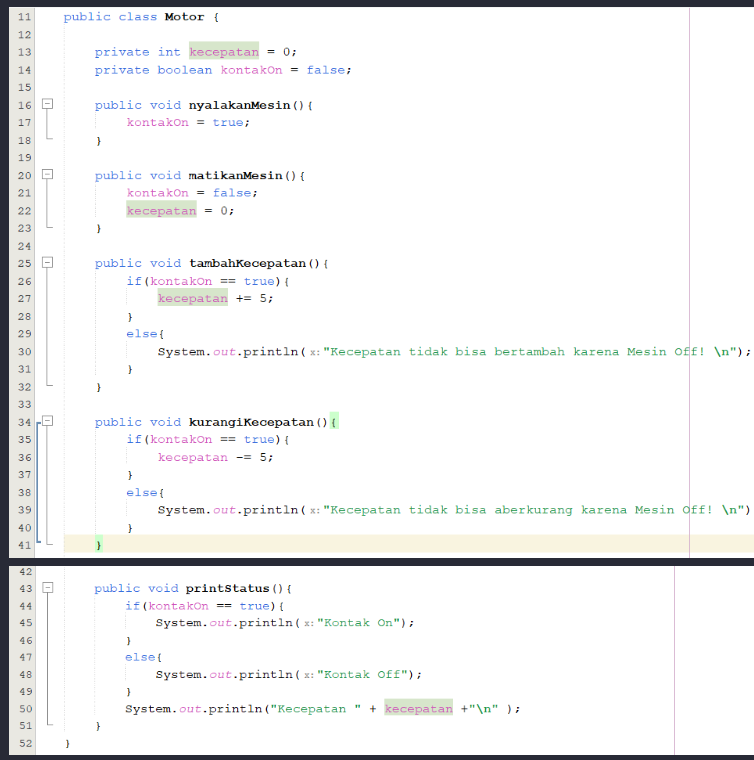 11 public class Motor {
12
13 private int kecepatan = 0;
14 private boolean kontakOn = false;
15
16 public void nyalakanMesin(){
17 kontakOn = true;
18 }
19
20 public void matikanMesin(){
21 kontakOn = false;
22 kecepatan = 0;
23 }
24
25 public void tambahKecepatan(){
26 if(kontakOn == true){
27 kecepatan += 5;
28 }
29 else{
30 System.out.println( x: "Kecepatan tidak bisa bertambah karena Mesin Off! \n");
31 }
32 }
33
34 public void kurangiKecepatan(){
35 if(kontakOn == true){
36 kecepatan -= 5;
37 }
38 else{
39 System.out.println( x: "Kecepatan tidak bisa aberkurang karena Mesin Off! \n")
40 }
41 }
42
43 public void printStatus(){
44 if(kontakOn == true){
45 System.out.println( x: "Kontak On");
46 }
47 else{
48 System.out.println( x: "Kontak Off");
49 }
50 System.out.println("Kecepatan " + kecepatan +"\n" );
51 }
52 }